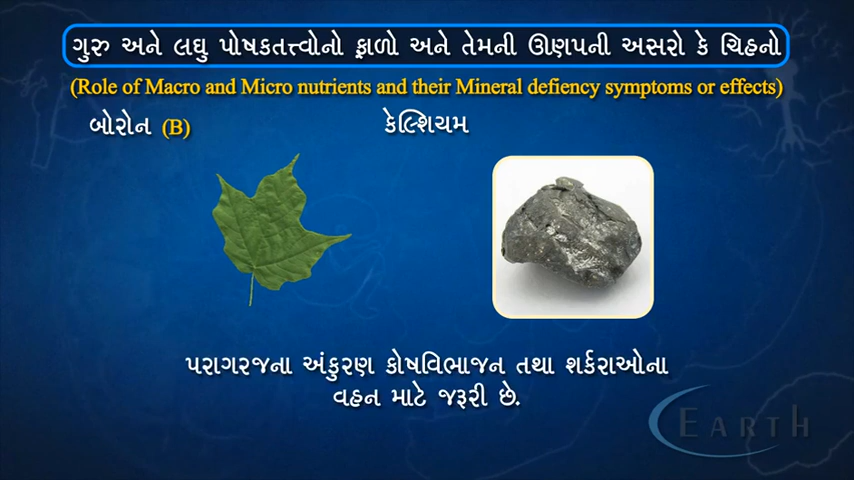 ગુરુ અને લઘુ પોષકતત્ત્વોનો ફાળો અને તેમની ઊણપની અસરો કે ચિહનો
(Role of Macro and Micro nutrients and their Mineral defiency symptoms or effects)
બોરોન (B) કેલ્શિયમ
પરાગરજના અંકુરણ કોષવિભાજન તથા શર્કરાઓના
વહન માટે જરૂરી છે.
EARTH